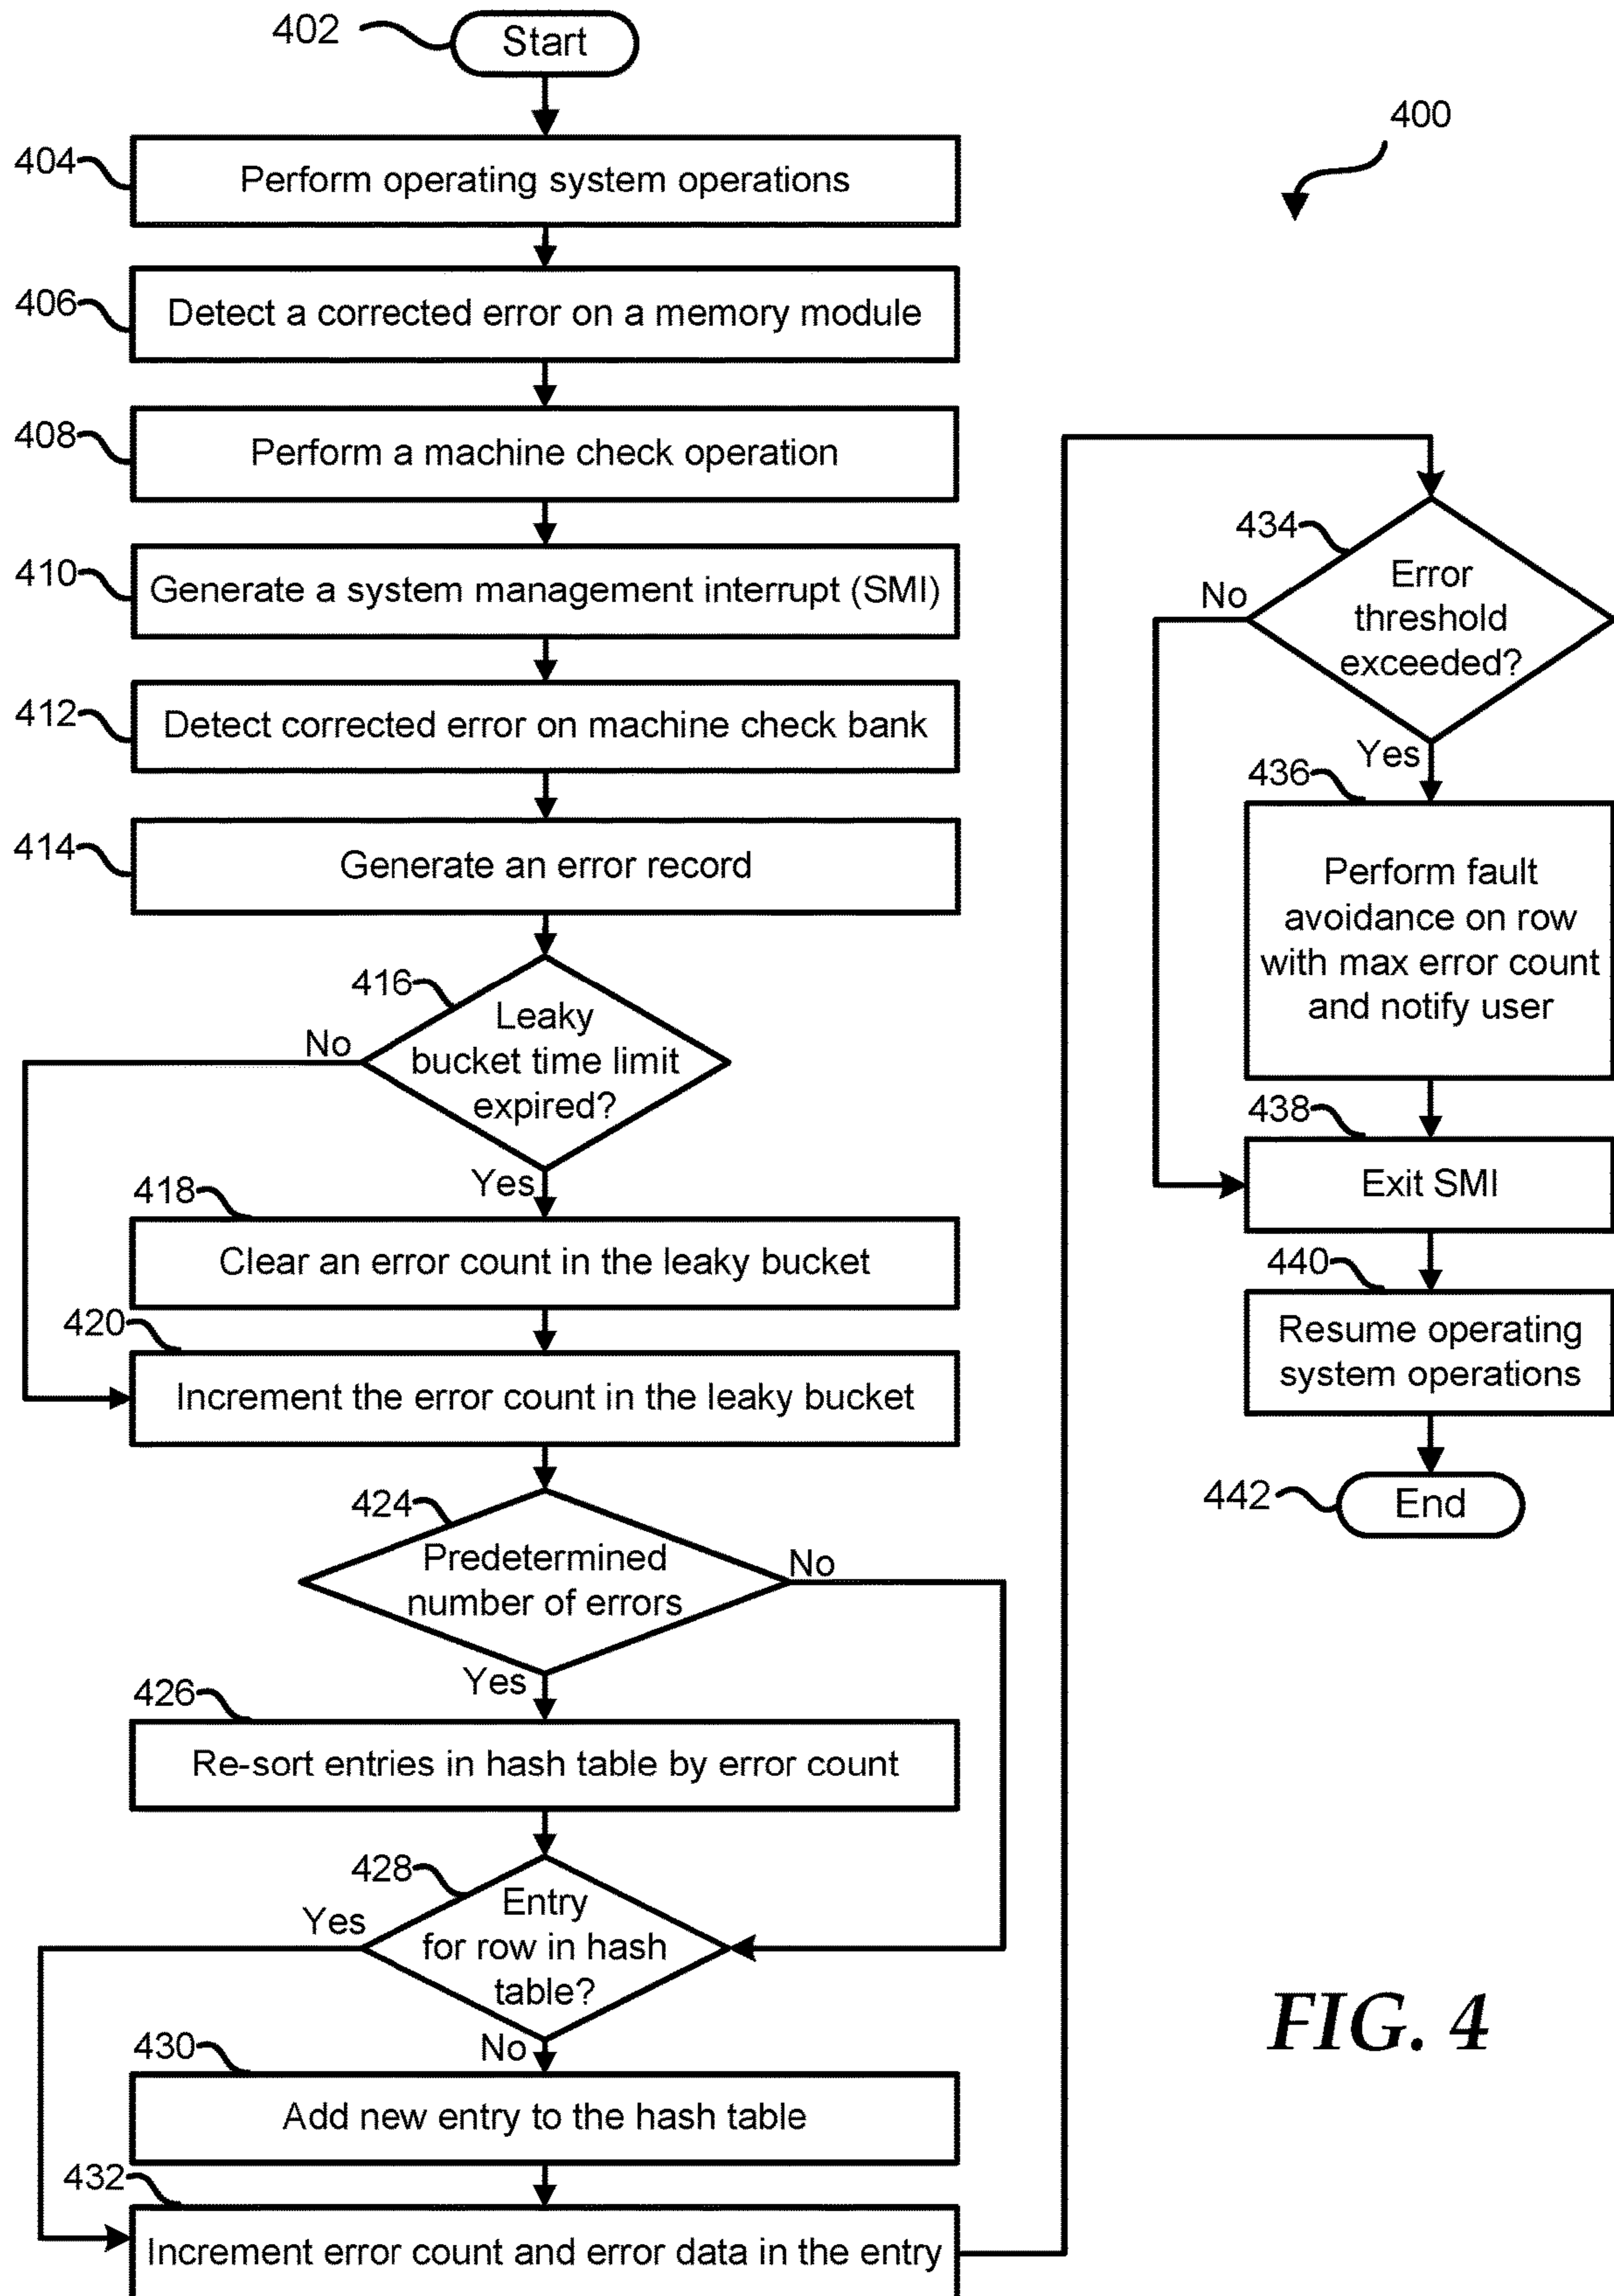 402
Start
400
404
Perform operating system operations
406
Detect a corrected error on a memory module
408
Perform a machine check operation
410
Generate a system management interrupt (SMI)
412
Detect corrected error on machine check bank
414
Generate an error record
416
Leaky
bucket time limit
expired?
No
Yes
418
Clear an error count in the leaky bucket
420
Increment the error count in the leaky bucket
424
Predetermined
number of errors
No
Yes
426
Re-sort entries in hash table by error count
428
Entry
for row in hash
table?
Yes
No
430
Add new entry to the hash table
432
Increment error count and error data in the entry
434
Error
threshold
exceeded?
No
Yes
436
Perform fault
avoidance on row
with max error count
and notify user
438
Exit SMI
440
Resume operating
system operations
442
End
FIG. 4